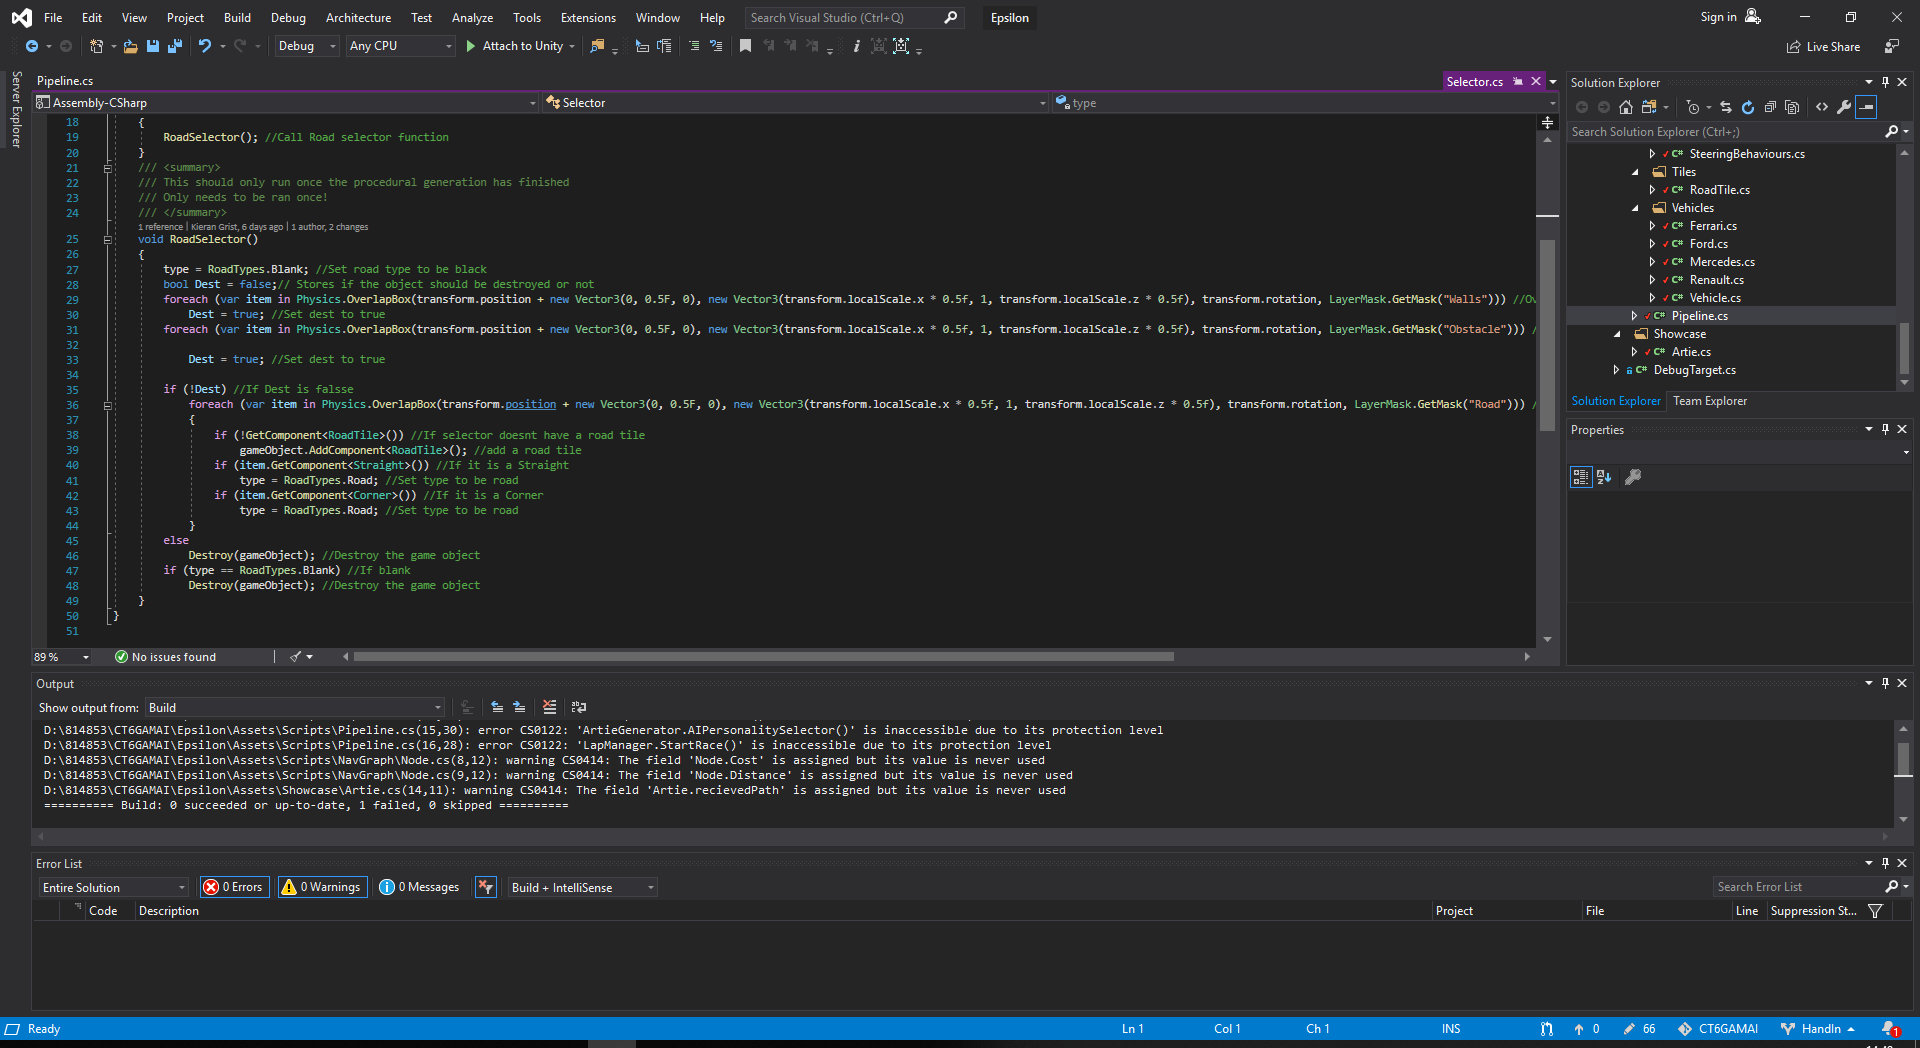 File Edit View Project Build Debug Architecture Test Analyze Tools Extensions Window Help Search Visual Studio (Ctrl+Q) Epsilon Sign in
Debug Any CPU Attach to Unity Live Share
Server Explorer
Pipeline.cs Selector.cs
Assembly-CSharp Selector type
18 {
19 RoadSelector(); //Call Road selector function
20 }
21 /// <summary>
22 /// This should only run once the procedural generation has finished
23 /// Only needs to be ran once!
24 /// </summary>
1 reference | Kieran Grist, 6 days ago | 1 author, 2 changes
25 void RoadSelector()
26 {
27 type = RoadTypes.Blank; //Set road type to be black
28 bool Dest = false;// Stores if the object should be destroyed or not
29 foreach (var item in Physics.OverlapBox(transform.position + new Vector3(0, 0.5F, 0), new Vector3(transform.localScale.x * 0.5f, 1, transform.localScale.z * 0.5f), transform.rotation, LayerMask.GetMask("Walls"))) //Ov
30 Dest = true; //Set dest to true
31 foreach (var item in Physics.OverlapBox(transform.position + new Vector3(0, 0.5F, 0), new Vector3(transform.localScale.x * 0.5f, 1, transform.localScale.z * 0.5f), transform.rotation, LayerMask.GetMask("Obstacle"))) /
32
33 Dest = true; //Set dest to true
34
35 if (!Dest) //If Dest is falsse
36 foreach (var item in Physics.OverlapBox(transform.position + new Vector3(0, 0.5F, 0), new Vector3(transform.localScale.x * 0.5f, 1, transform.localScale.z * 0.5f), transform.rotation, LayerMask.GetMask("Road"))) /
37 {
38 if (!GetComponent<RoadTile>()) //If selector doesnt have a road tile
39 gameObject.AddComponent<RoadTile>(); //add a road tile
40 if (item.GetComponent<Straight>()) //If it is a Straight
41 type = RoadTypes.Road; //Set type to be road
42 if (item.GetComponent<Corner>()) //If it is a Corner
43 type = RoadTypes.Road; //Set type to be road
44 }
45 else
46 Destroy(gameObject); //Destroy the game object
47 if (type == RoadTypes.Blank) //If blank
48 Destroy(gameObject); //Destroy the game object
49 }
50 }
51
89 % No issues found
Solution Explorer
Search Solution Explorer (Ctrl+;)
C# SteeringBehaviours.cs
Tiles
C# RoadTile.cs
Vehicles
C# Ferrari.cs
C# Ford.cs
C# Mercedes.cs
C# Renault.cs
C# Vehicle.cs
C# Pipeline.cs
Showcase
C# Artie.cs
C# DebugTarget.cs
Solution Explorer Team Explorer
Properties
Output
Show output from: Build
D:\814853\CT6GAMAI\Epsilon\Assets\Scripts\Pipeline.cs(15,30): error CS0122: 'ArtieGenerator.AIPersonalitySelector()' is inaccessible due to its protection level
D:\814853\CT6GAMAI\Epsilon\Assets\Scripts\Pipeline.cs(16,28): error CS0122: 'LapManager.StartRace()' is inaccessible due to its protection level
D:\814853\CT6GAMAI\Epsilon\Assets\Scripts\NavGraph\Node.cs(8,12): warning CS0414: The field 'Node.Cost' is assigned but its value is never used
D:\814853\CT6GAMAI\Epsilon\Assets\Scripts\NavGraph\Node.cs(9,12): warning CS0414: The field 'Node.Distance' is assigned but its value is never used
D:\814853\CT6GAMAI\Epsilon\Assets\Showcase\Artie.cs(14,11): warning CS0414: The field 'Artie.recievedPath' is assigned but its value is never used
========== Build: 0 succeeded or up-to-date, 1 failed, 0 skipped ==========
Error List
Entire Solution 0 Errors 0 Warnings 0 Messages Build + IntelliSense Search Error List
Code Description Project File Line Suppression St...
Ready Ln 1 Col 1 Ch 1 INS 0 66 CT6GAMAI HandIn 1